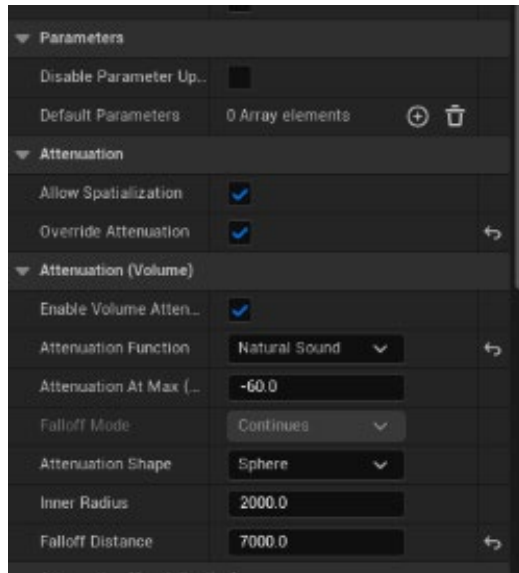 Parameters
Disable Parameter Up..
Default Parameters 0 Array elements
Attenuation
Allow Spatialization
Override Attenuation
Attenuation (Volume)
Enable Volume Atten...
Attenuation Function Natural Sound
Attenuation At Max (... -60.0
Falloff Mode Continues
Attenuation Shape Sphere
Inner Radius 2000.0
Falloff Distance 7000.0